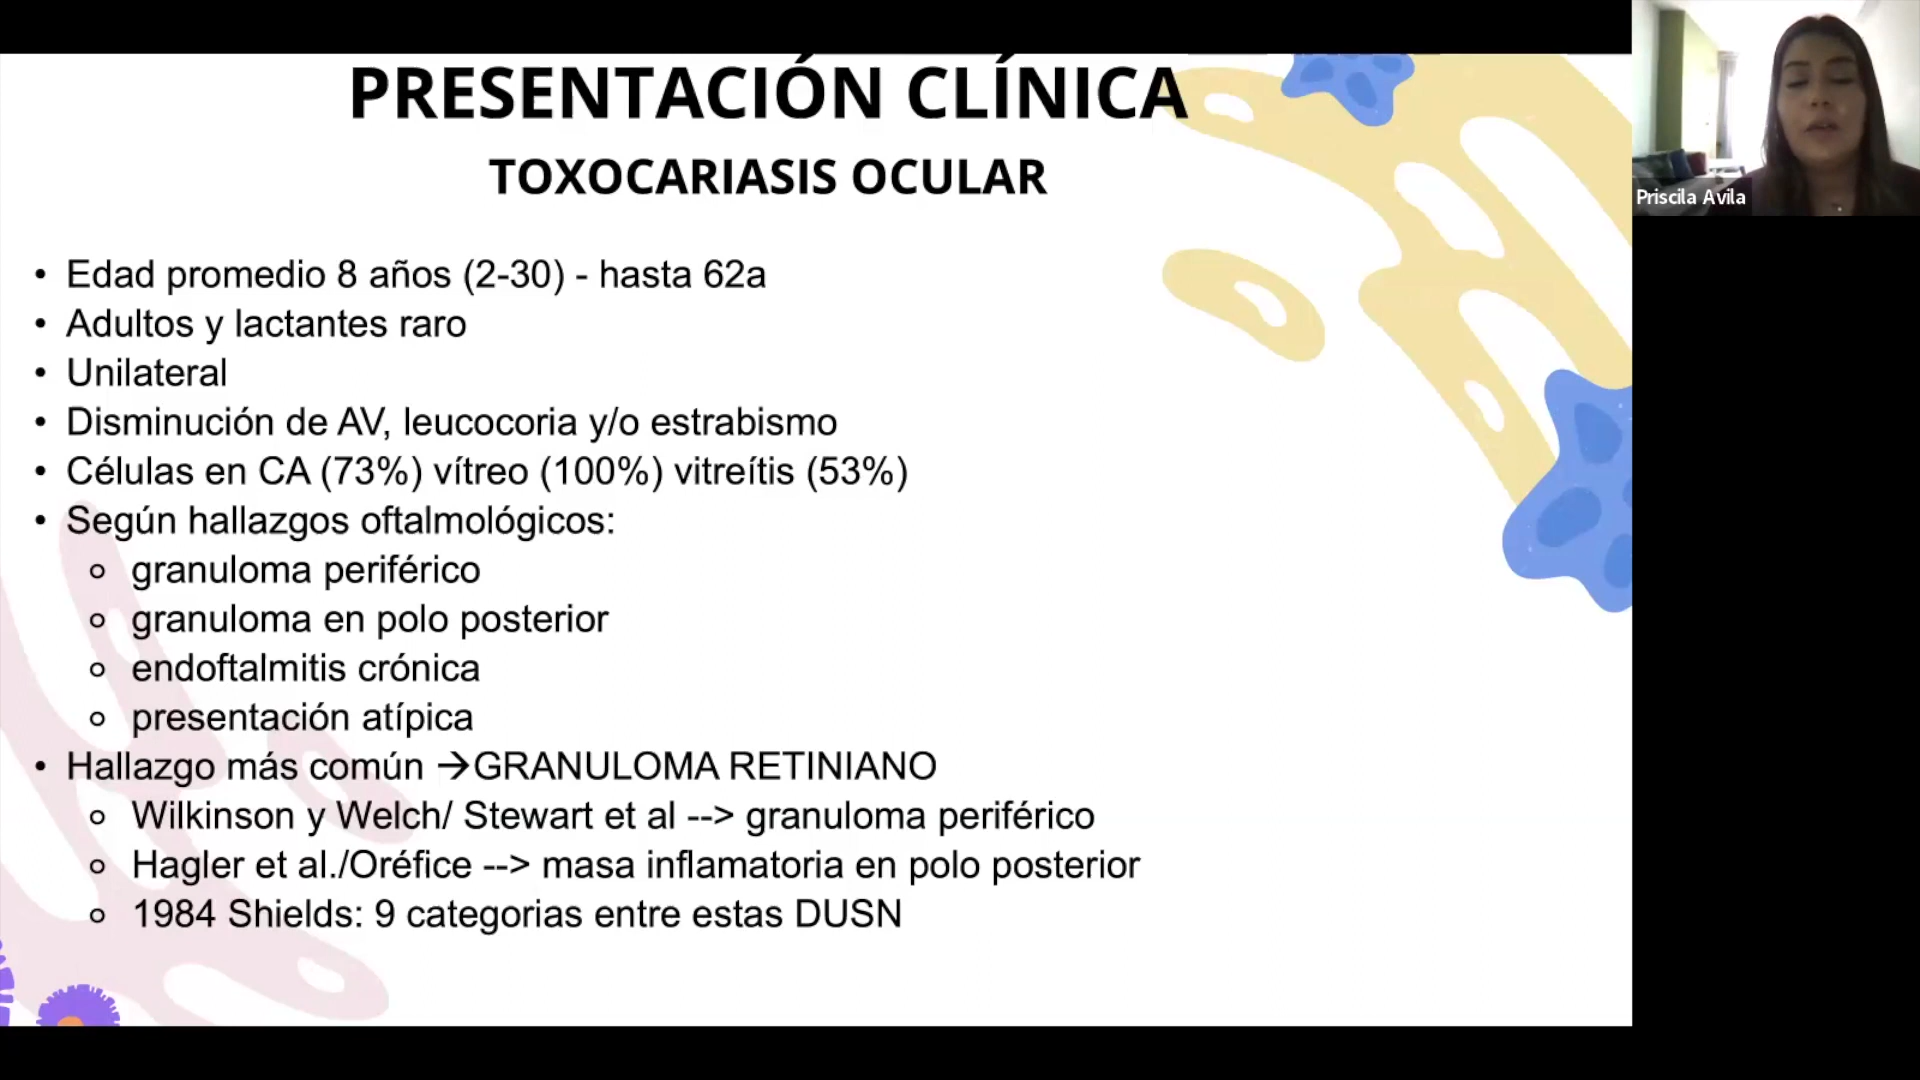 PRESENTACIÓN CLÍNICA
TOXOCARIASIS OCULAR
• Edad promedio 8 años (2-30) - hasta 62a
• Adultos y lactantes raro
• Unilateral
• Disminución de AV, leucocoria y/o estrabismo
• Células en CA (73%) vítreo (100%) vitreítis (53%)
• Según hallazgos oftalmológicos:
○ granuloma periférico
○ granuloma en polo posterior
○ endoftalmitis crónica
○ presentación atípica
• Hallazgo más común →GRANULOMA RETINIANO
○ Wilkinson y Welch/ Stewart et al --> granuloma periférico
○ Hagler et al./Oréfice --> masa inflamatoria en polo posterior
○ 1984 Shields: 9 categorias entre estas DUSN
Priscila Avila